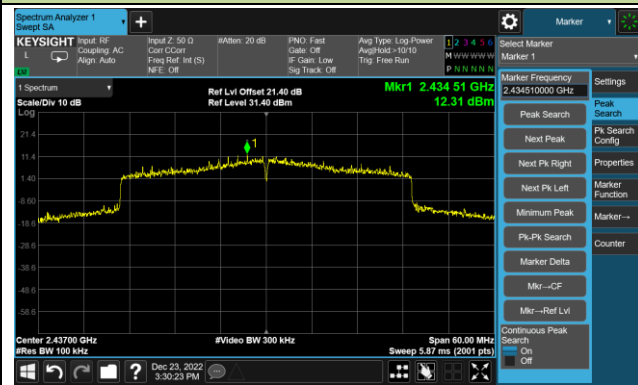 Spectrum Analyzer 1
Swept SA
Marker
KEYSIGHT
L
Input: RF
Coupling: AC
Align: Auto
Input Z: 50 Ω
Corr CCorr
Freq Ref: Int (S)
NFE: Off
#Atten: 20 dB
PNO: Fast
Gate: Off
IF Gain: Low
Sig Track: Off
Avg Type: Log-Power
Avg|Hold:>10/10
Trig: Free Run
1 2 3 4 5 6
M W W W W W
P N N N N N
Select Marker
Marker 1
1 Spectrum
Scale/Div 10 dB
Log
Ref Lvl Offset 21.40 dB
Ref Level 31.40 dBm
Mkr1 2.434 51 GHz
12.31 dBm
21.4
11.4
1.40
-8.60
-18.6
-28.6
-38.6
-48.6
-58.6
1
Center 2.43700 GHz
#Res BW 100 kHz
#Video BW 300 kHz
Span 60.00 MHz
Sweep 5.87 ms (2001 pts)
Marker Frequency
2.434510000 GHz
Peak Search
Next Peak
Next Pk Right
Next Pk Left
Minimum Peak
Pk-Pk Search
Marker Delta
Mkr→CF
Mkr→Ref Lvl
Continuous Peak
Search
On
Off
Settings
Peak
Search
Pk Search
Config
Properties
Marker
Function
Marker→
Counter
?
Dec 23, 2022
3:30:23 PM